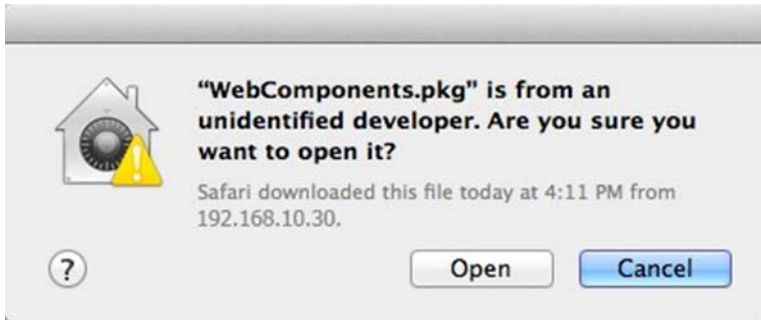 “WebComponents.pkg” is from an
unidentified developer. Are you sure you
want to open it?
Safari downloaded this file today at 4:11 PM from
192.168.10.30.
?
Open
Cancel